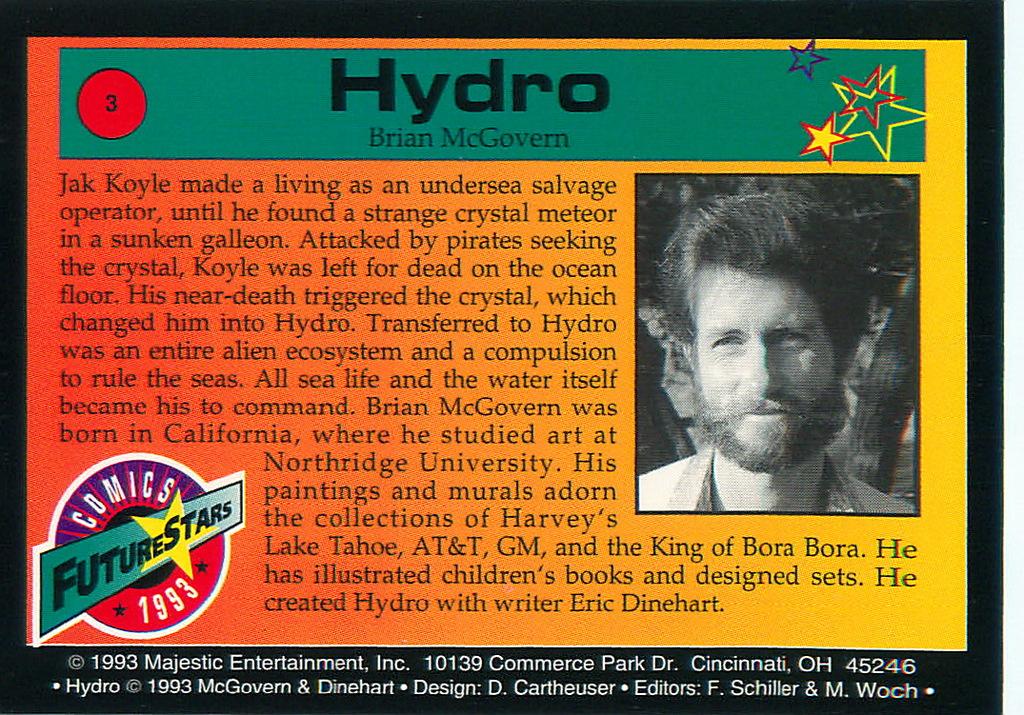 3
Hydro
Brian McGovern
Jak Koyle made a living as an undersea salvage
operator, until he found a strange crystal meteor
in a sunken galleon. Attacked by pirates seeking
the crystal, Koyle was left for dead on the ocean
floor. His near-death triggered the crystal, which
changed him into Hydro. Transferred to Hydro
was an entire alien ecosystem and a compulsion
to rule the seas. All sea life and the water itself
became his to command. Brian McGovern was
born in California, where he studied art at
Northridge University. His
paintings and murals adorn
the collections of Harvey's
Lake Tahoe, AT&T, GM, and the King of Bora Bora. He
has illustrated children's books and designed sets. He
created Hydro with writer Eric Dinehart.
COMICS
FUTURESTARS
1993
© 1993 Majestic Entertainment, Inc. 10139 Commerce Park Dr. Cincinnati, OH 45246
• Hydro © 1993 McGovern & Dinehart • Design: D. Cartheuser • Editors: F. Schiller & M. Woch •